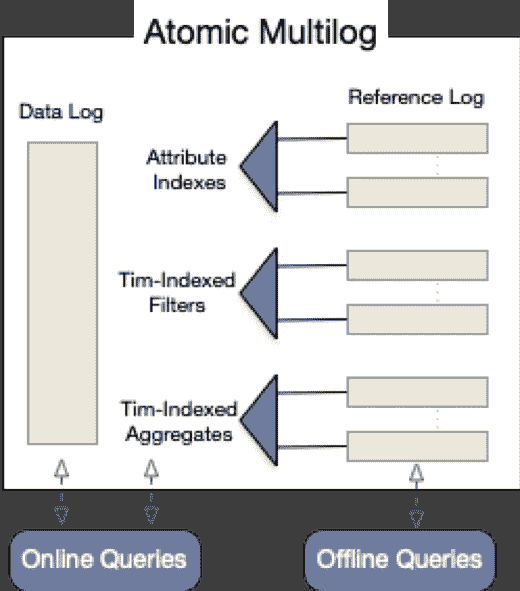 Atomic Multilog
Data Log
Reference Log
Attribute
Indexes
Tim-Indexed
Filters
Tim-Indexed
Aggregates
Online Queries
Offline Queries